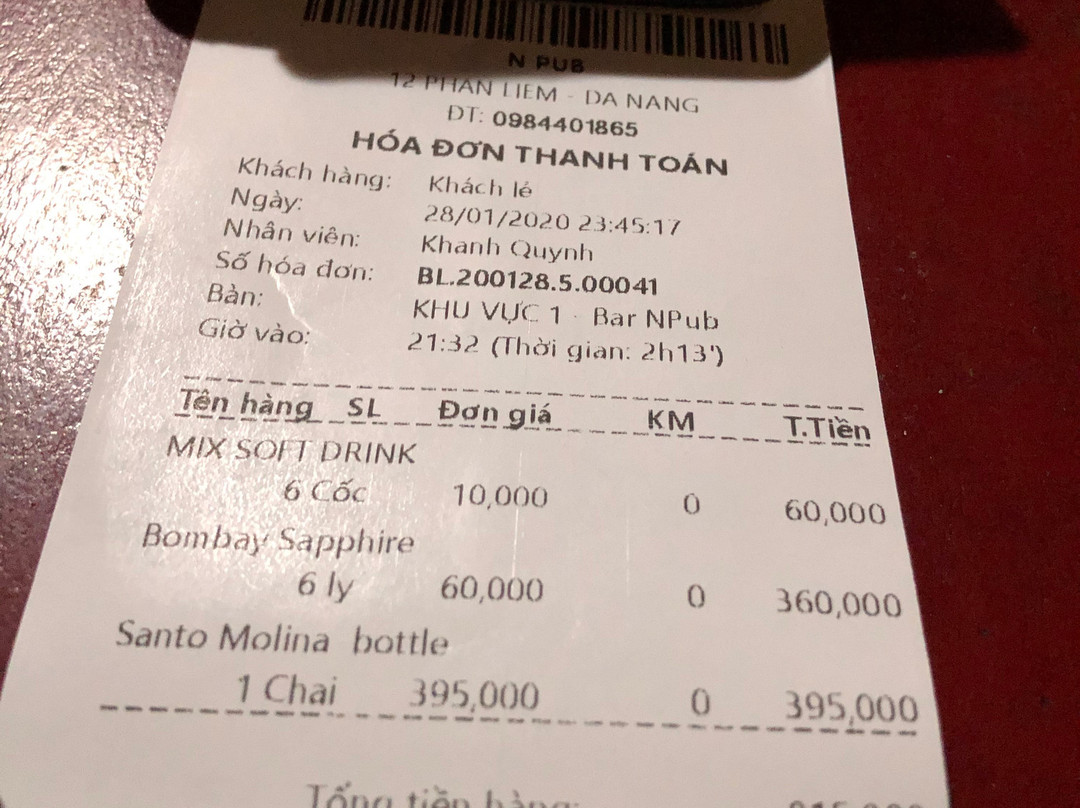 N PUB
12 PHAN LIEM - DA NANG
ĐT: 0984401865
HÓA ĐƠN THANH TOÁN
Khách hàng: Khách lẻ
Ngày: 28/01/2020 23:45:17
Nhân viên: Khanh Quynh
Số hóa đơn: BL.200128.5.00041
Bàn: KHU VỰC 1 - Bar NPub
Giờ vào: 21:32 (Thời gian: 2h13')
Tên hàng SL Đơn giá KM T.Tiền
MIX SOFT DRINK
6 Cốc 10,000 0 60,000
Bombay Sapphire
6 ly 60,000 0 360,000
Santo Molina bottle
1 Chai 395,000 0 395,000
Tổng tiền hàng: